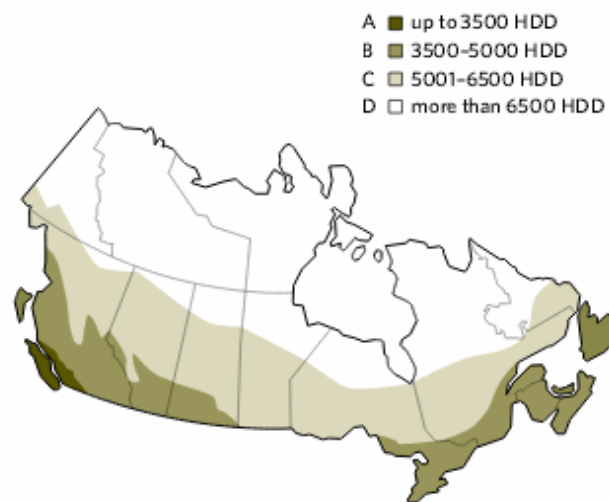 A up to 3500 HDD
B 3500–5000 HDD
C 5001–6500 HDD
D more than 6500 HDD